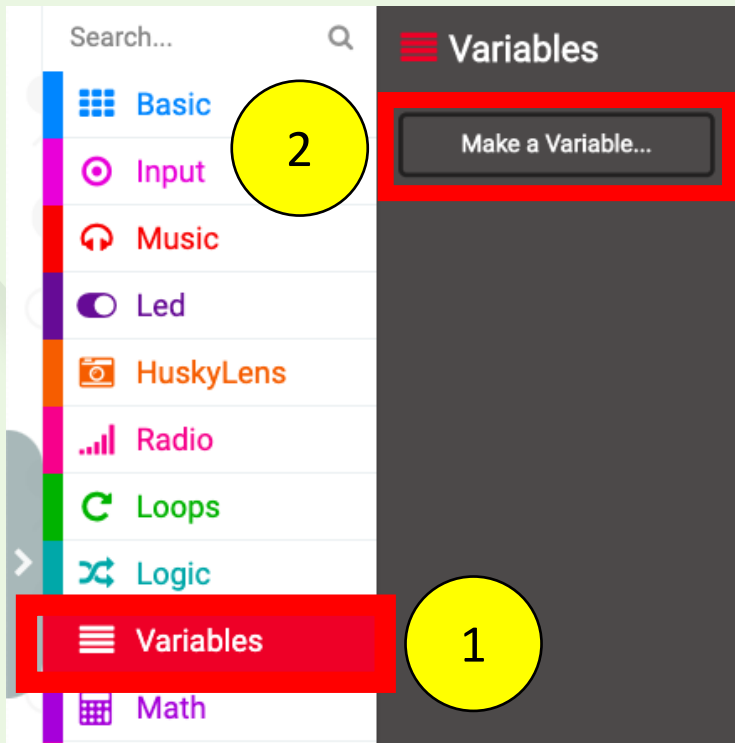 Search...
Basic
Input
Music
Led
HuskyLens
Radio
Loops
Logic
Variables
Math
1
Variables
Make a Variable...
2